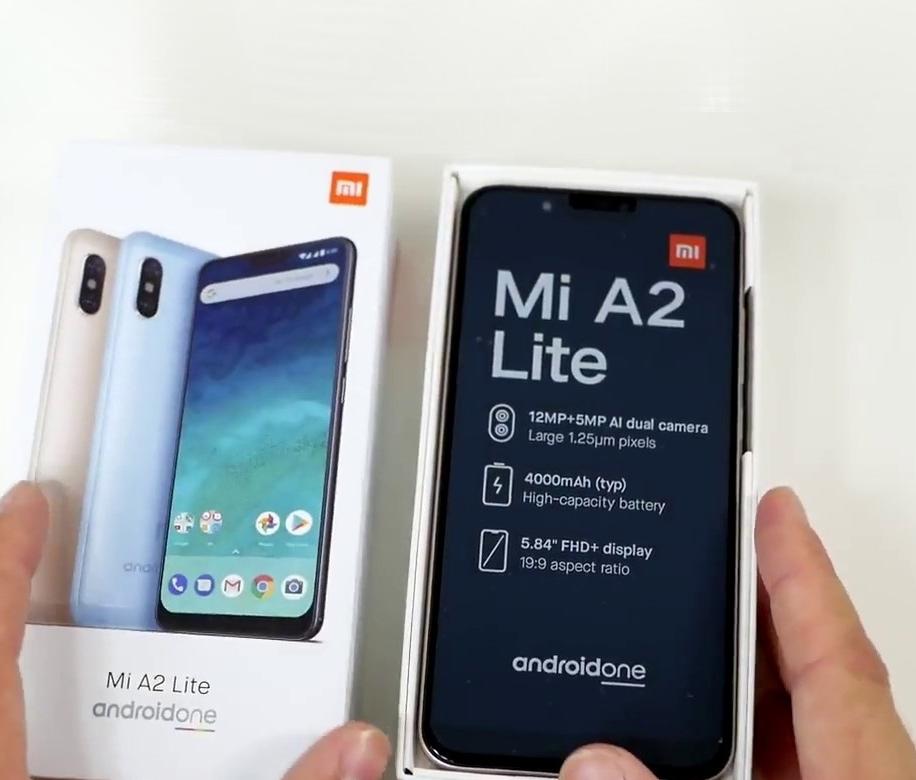 mi
Mi A2 Lite
androidone
mi
Mi A2
Lite
12MP+5MP AI dual camera
Large 1.25µm pixels
4000mAh (typ)
High-capacity battery
5.84" FHD+ display
19:9 aspect ratio
androidone